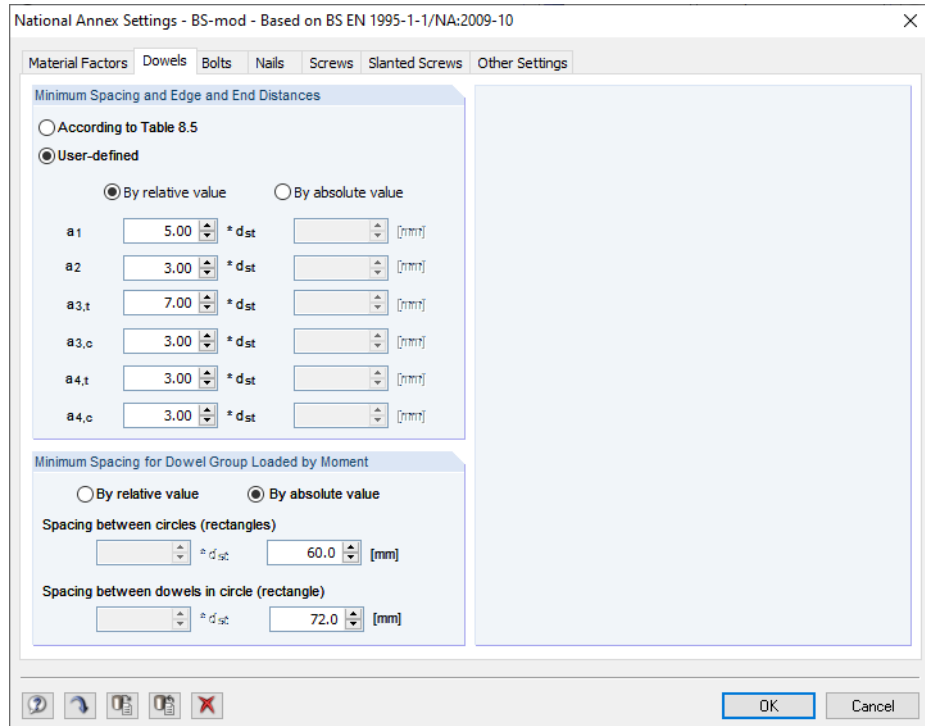 National Annex Settings - BS-mod - Based on BS EN 1995-1-1/NA:2009-10
Material Factors Dowels Bolts Nails Screws Slanted Screws Other Settings
Minimum Spacing and Edge and End Distances
According to Table 8.5
User-defined
By relative value By absolute value
a1 5.00 * dst [mm]
a2 3.00 * dst [mm]
a3,t 7.00 * dst [mm]
a3,c 3.00 * dst [mm]
a4,t 3.00 * dst [mm]
a4,c 3.00 * dst [mm]
Minimum Spacing for Dowel Group Loaded by Moment
By relative value By absolute value
Spacing between circles (rectangles)
* dst 60.0 [mm]
Spacing between dowels in circle (rectangle)
* dst 72.0 [mm]
OK Cancel